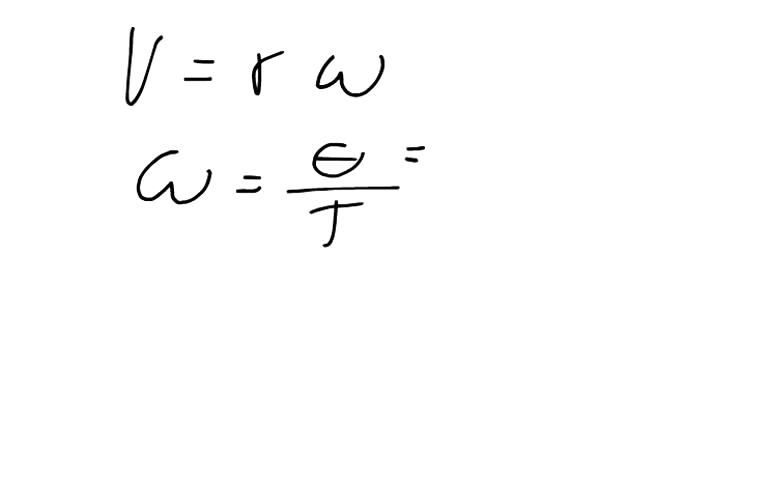 V = r ω
ω = θ/T =